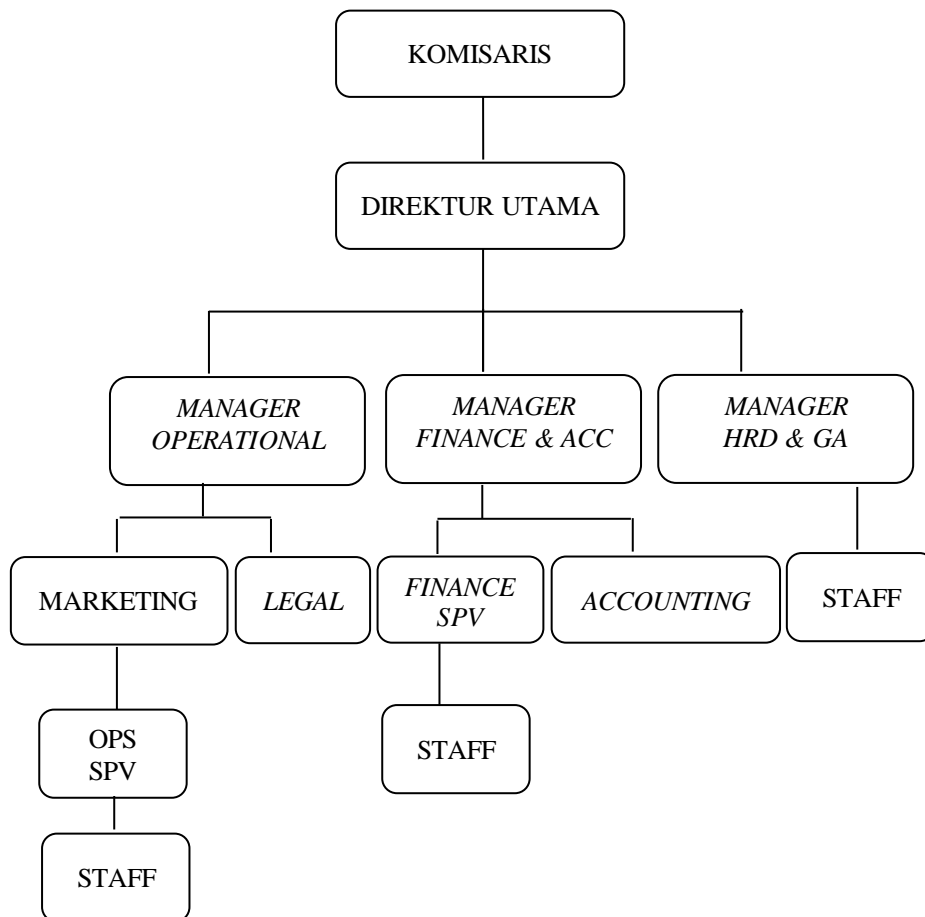 KOMISARIS
DIREKTUR UTAMA
MANAGER
OPERATIONAL
MANAGER
FINANCE & ACC
MANAGER
HRD & GA
MARKETING
LEGAL
FINANCE
SPV
ACCOUNTING
STAFF
OPS
SPV
STAFF
STAFF